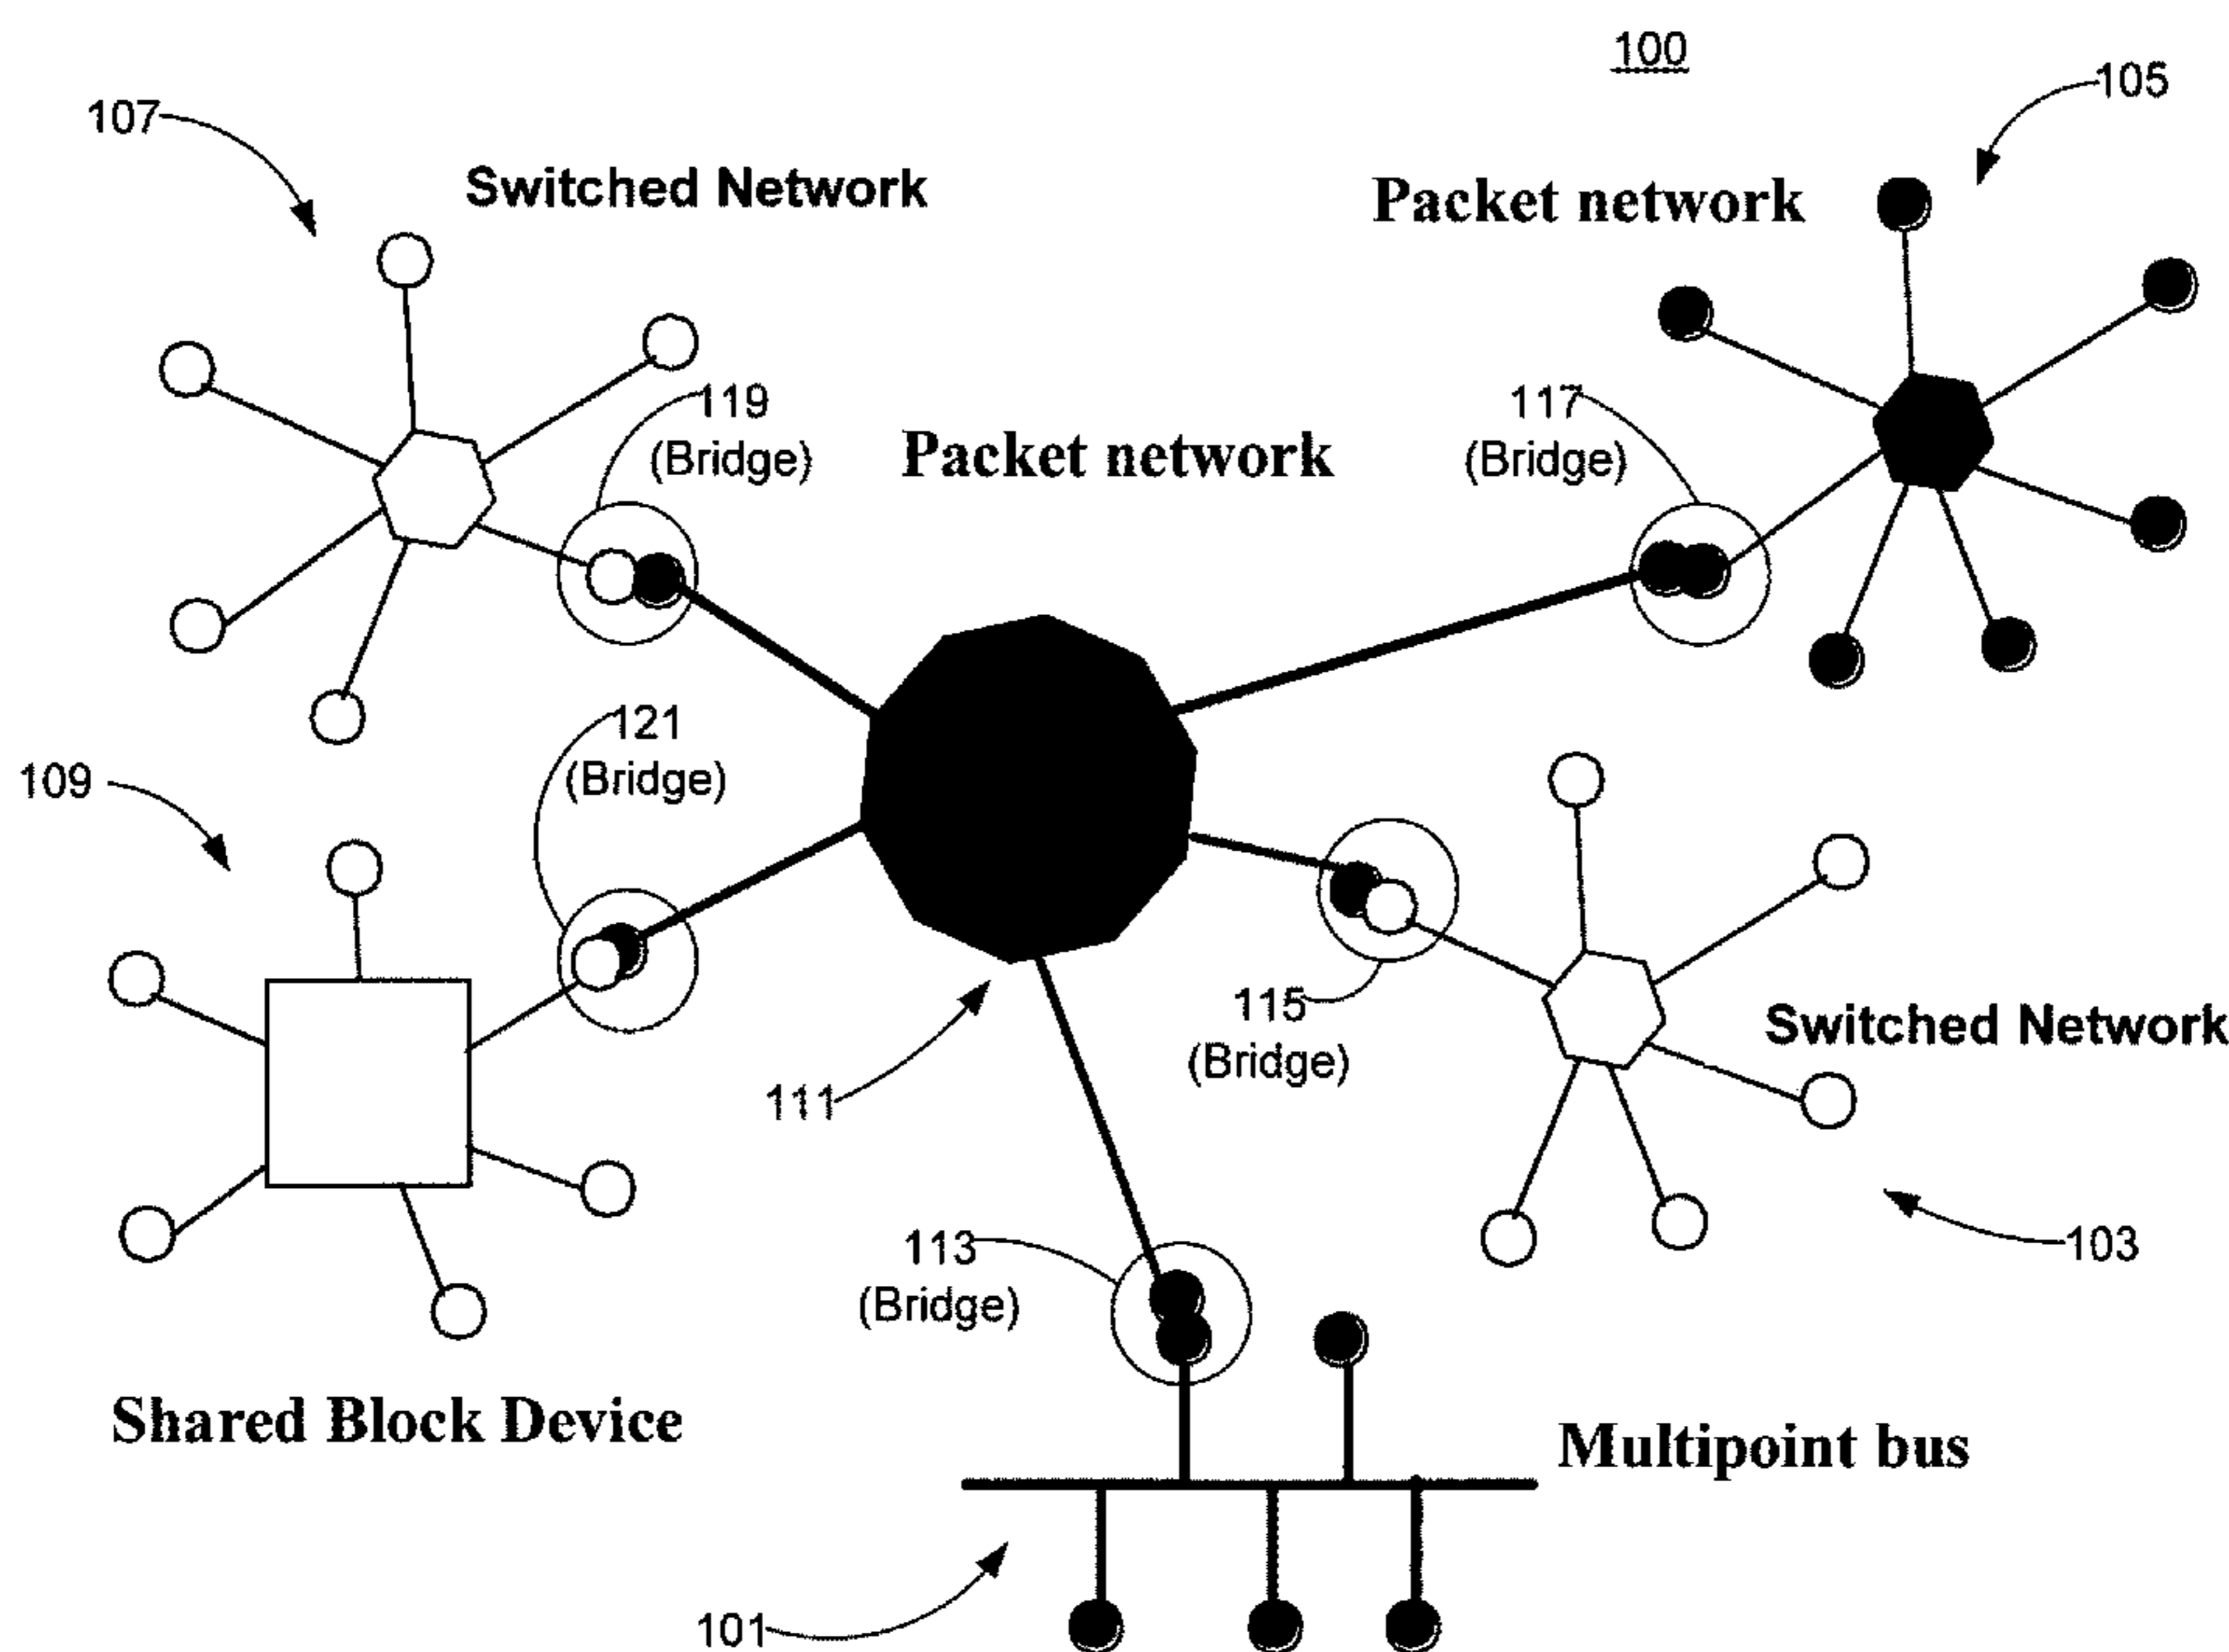 100
105
107
Switched Network
Packet network
119
(Bridge)
Packet network
117
(Bridge)
121
(Bridge)
109
115
(Bridge)
Switched Network
111
113
(Bridge)
103
Shared Block Device
Multipoint bus
101